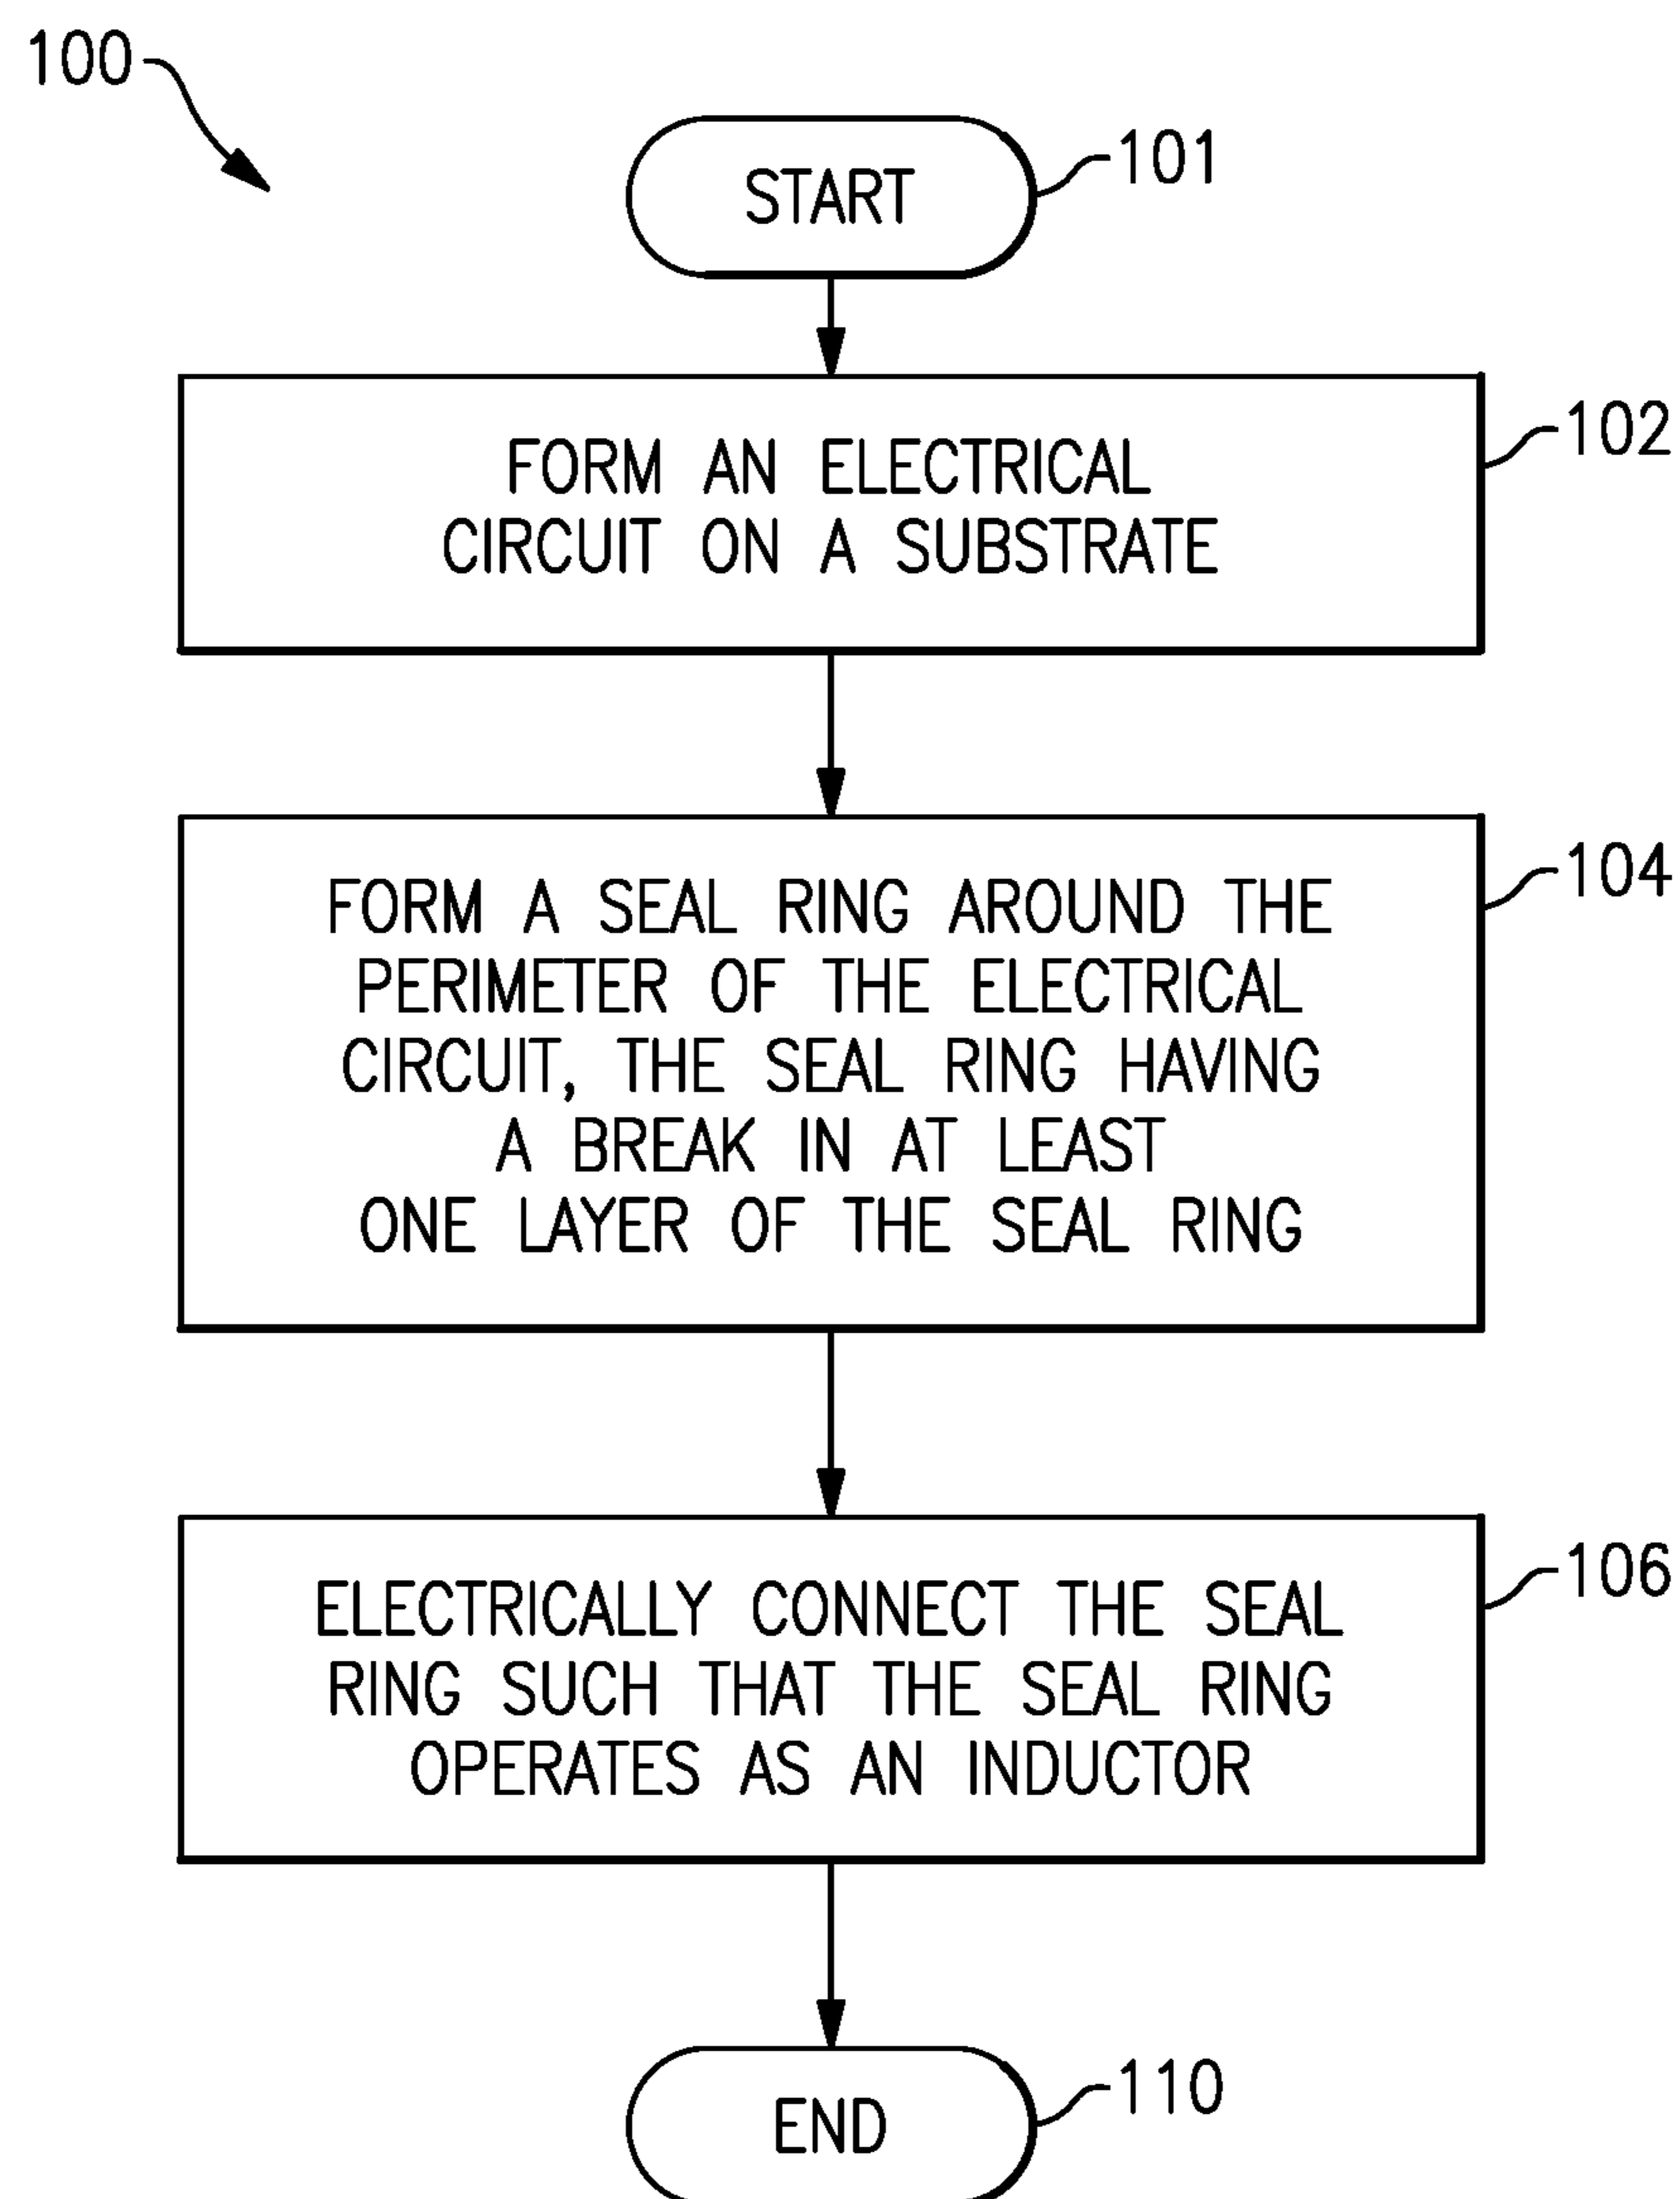 100
START
101
FORM AN ELECTRICAL
CIRCUIT ON A SUBSTRATE
102
FORM A SEAL RING AROUND THE
PERIMETER OF THE ELECTRICAL
CIRCUIT, THE SEAL RING HAVING
A BREAK IN AT LEAST
ONE LAYER OF THE SEAL RING
104
ELECTRICALLY CONNECT THE SEAL
RING SUCH THAT THE SEAL RING
OPERATES AS AN INDUCTOR
106
END
110